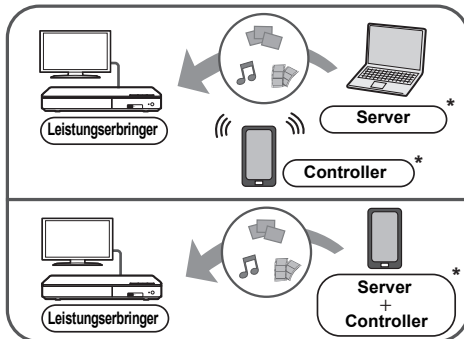 Leistungserbringer
Server*
Controller*
Leistungserbringer
Server*
+
Controller